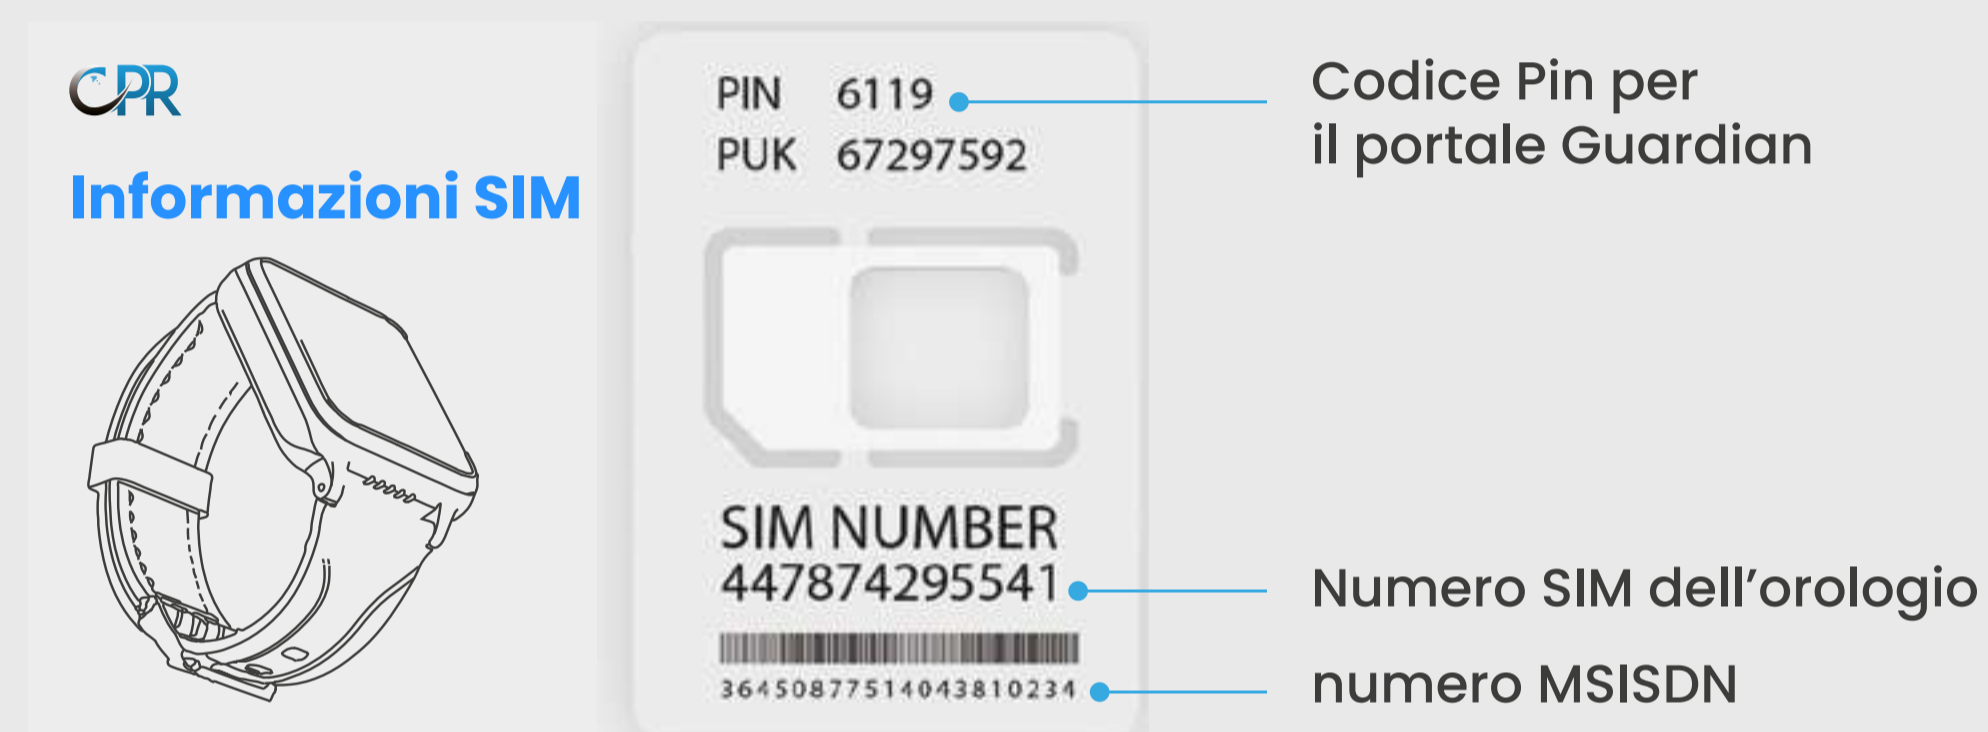 CPR
Informazioni SIM
PIN 6119
PUK 67297592
SIM NUMBER
447874295541
36450877514043810234
Codice Pin per
il portale Guardian
Numero SIM dell’orologio
numero MSISDN